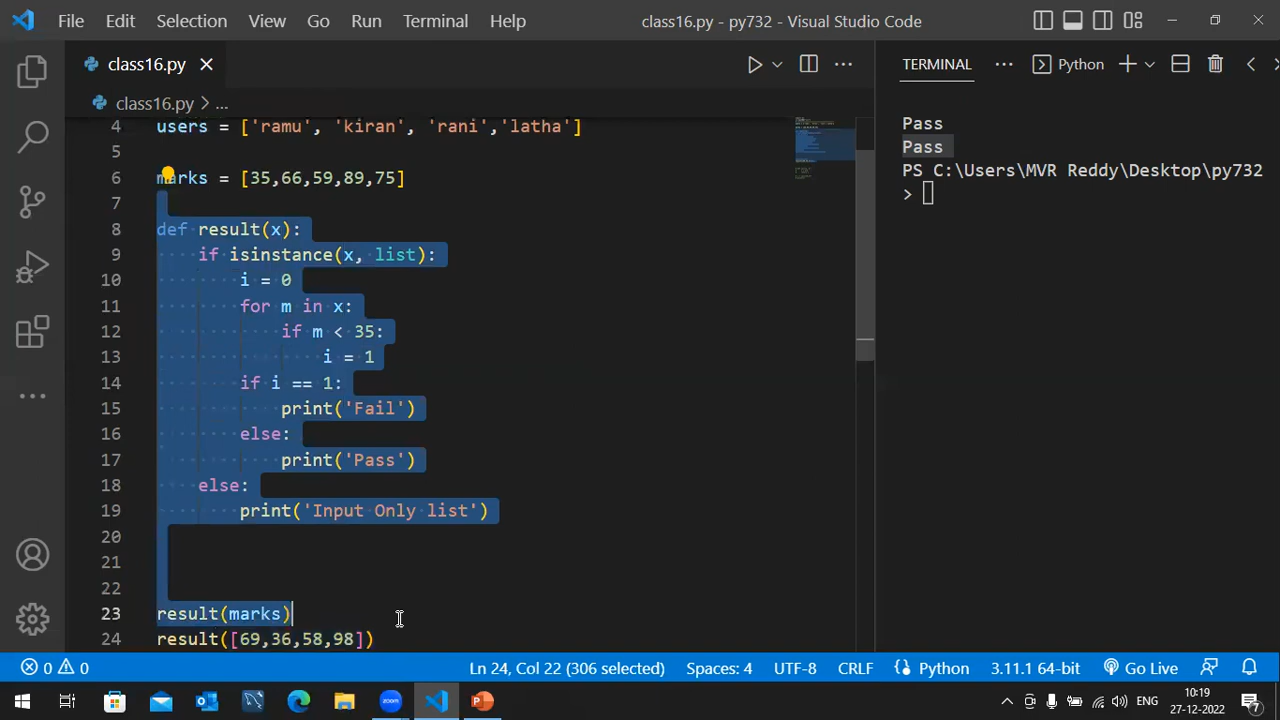 File Edit Selection View Go Run Terminal Help class16.py - py732 - Visual Studio Code
class16.py
class16.py > ...
4 users = ['ramu', 'kiran', 'rani','latha']
5
6 marks = [35,66,59,89,75]
7
8 def result(x):
9 if isinstance(x, list):
10 i = 0
11 for m in x:
12 if m < 35:
13 i = 1
14 if i == 1:
15 print('Fail')
16 else:
17 print('Pass')
18 else:
19 print('Input Only list')
20
21
22
23 result(marks)
24 result([69,36,58,98])
TERMINAL ... Python
Pass
Pass
PS C:\Users\MVR Reddy\Desktop\py732
>
0 0 Ln 24, Col 22 (306 selected) Spaces: 4 UTF-8 CRLF Python 3.11.1 64-bit Go Live
zoom
ENG
10:19
27-12-2022
7